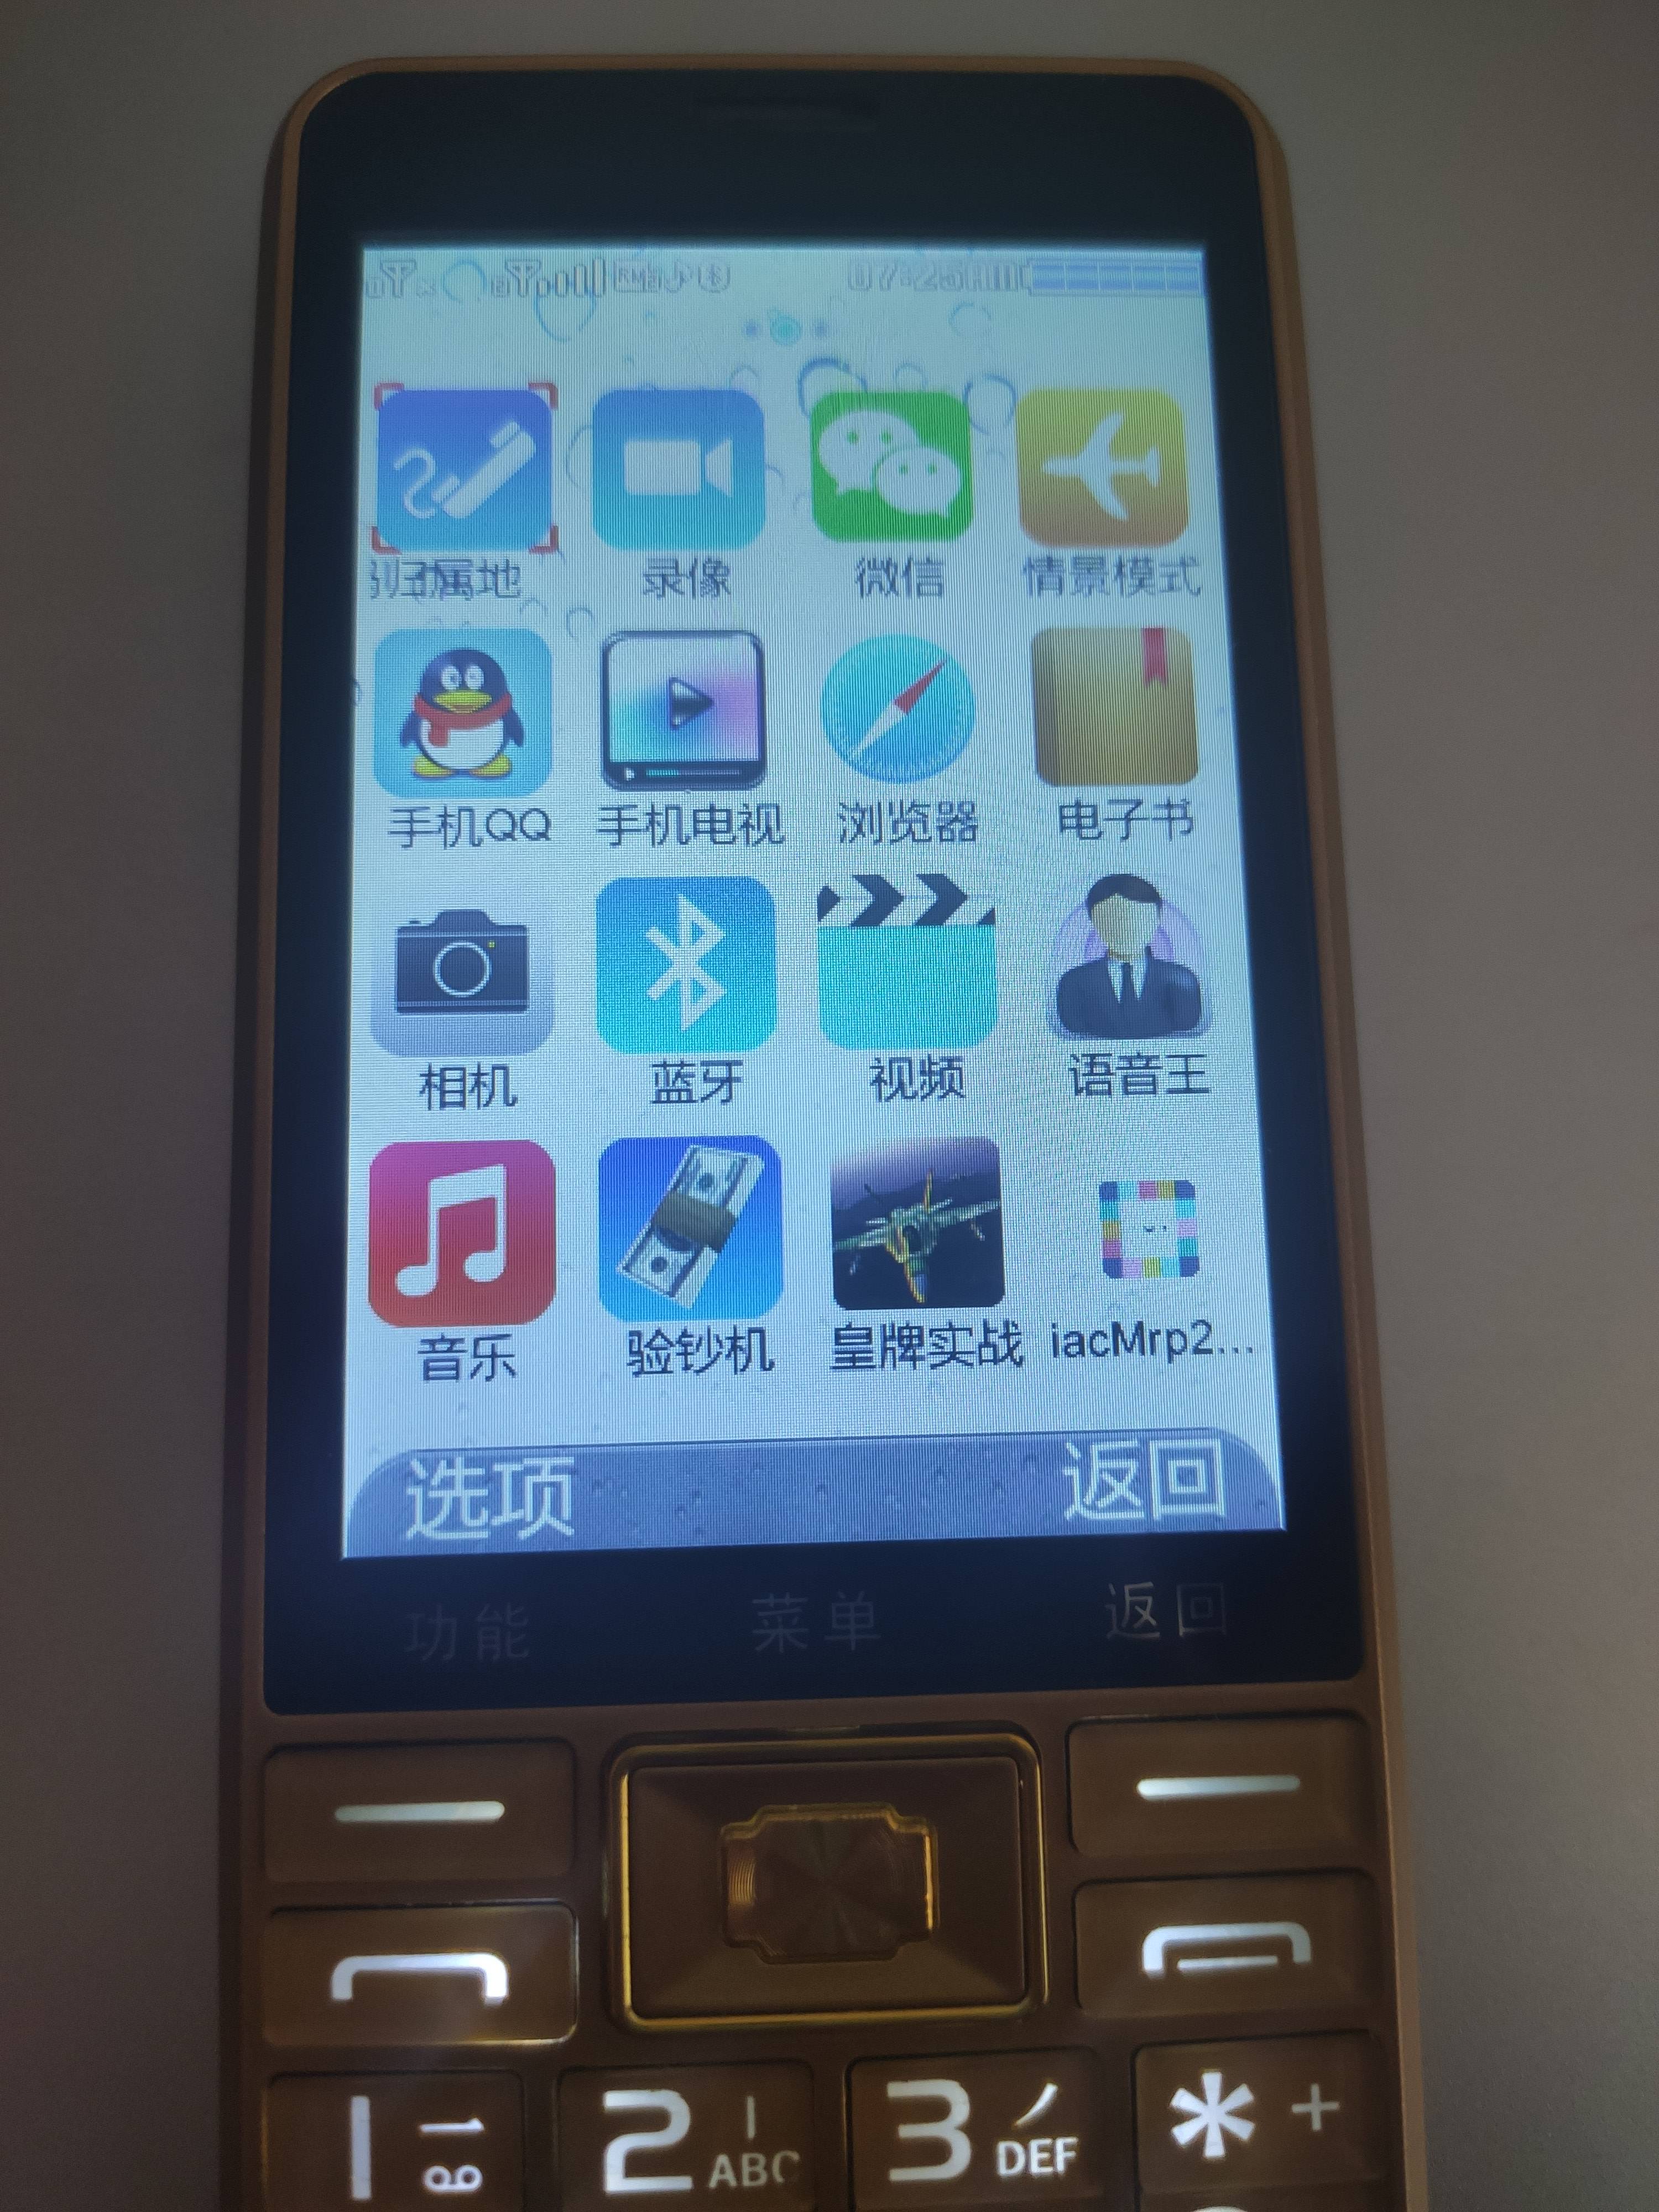 07:25AM
归属地 录像 微信 情景模式
手机QQ 手机电视 浏览器 电子书
相机 蓝牙 视频 语音王
音乐 验钞机 皇牌实战 iacMrp2...
选项 返回
功能 菜单 返回
1 2 ABC 3 DEF * +